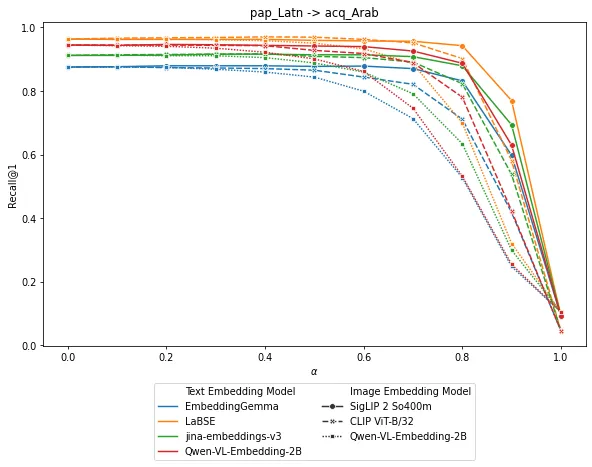 pap_Latn -> acq_Arab
Recall@1
1.0
0.8
0.6
0.4
0.2
0.0
0.0 0.2 0.4 0.6 0.8 1.0
α
Text Embedding Model
EmbeddingGemma
LaBSE
jina-embeddings-v3
Qwen-VL-Embedding-2B
Image Embedding Model
SigLIP 2 So400m
CLIP ViT-B/32
Qwen-VL-Embedding-2B